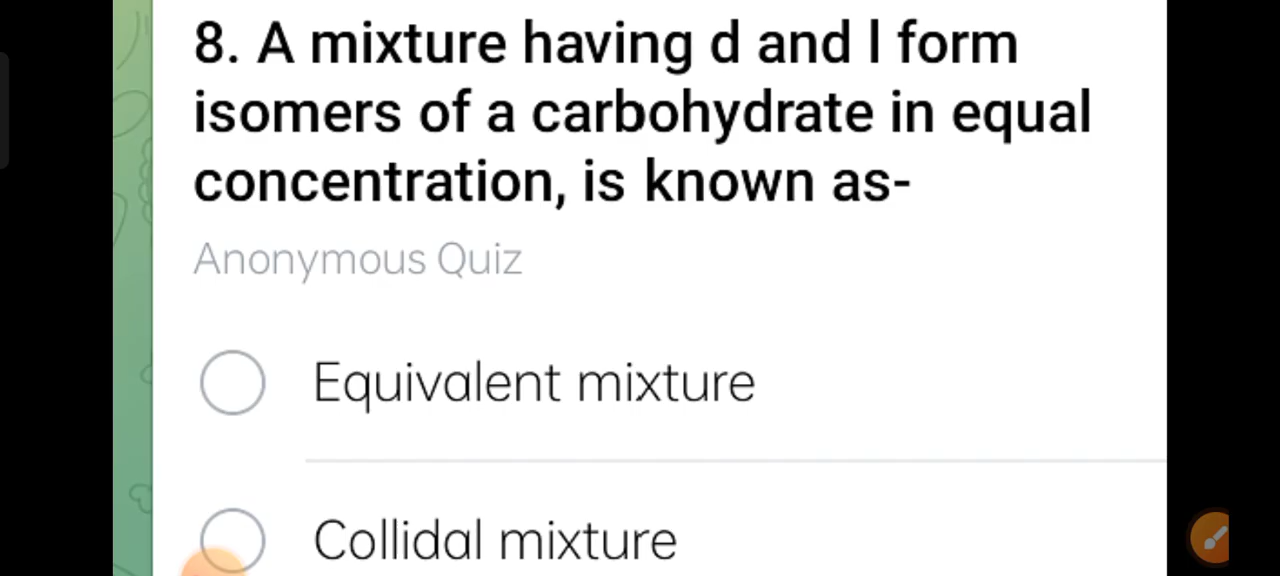 8. A mixture having d and l form
isomers of a carbohydrate in equal
concentration, is known as-
Anonymous Quiz
Equivalent mixture
Collidal mixture